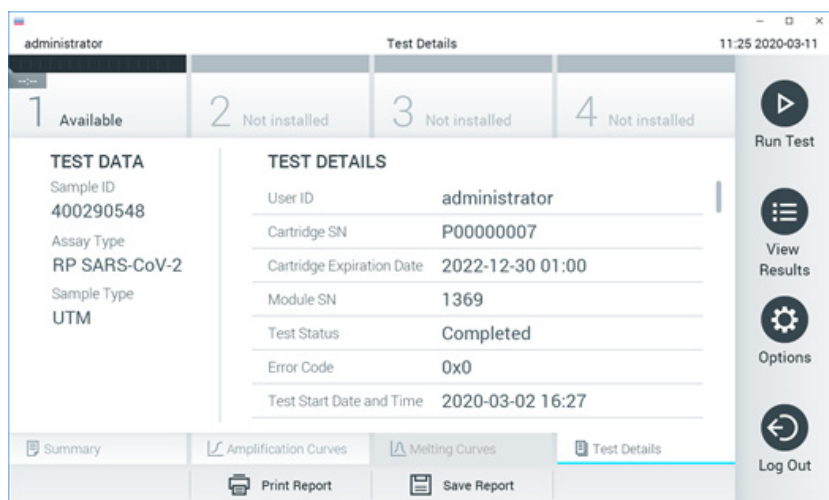 administrator
Test Details
11:25 2020-03-11
--:--
1 Available
2 Not installed
3 Not installed
4 Not installed
TEST DATA
Sample ID
400290548
Assay Type
RP SARS-CoV-2
Sample Type
UTM
TEST DETAILS
User ID administrator
Cartridge SN P00000007
Cartridge Expiration Date 2022-12-30 01:00
Module SN 1369
Test Status Completed
Error Code 0x0
Test Start Date and Time 2020-03-02 16:27
Run Test
View
Results
Options
Log Out
Summary
Amplification Curves
Melting Curves
Test Details
Print Report
Save Report